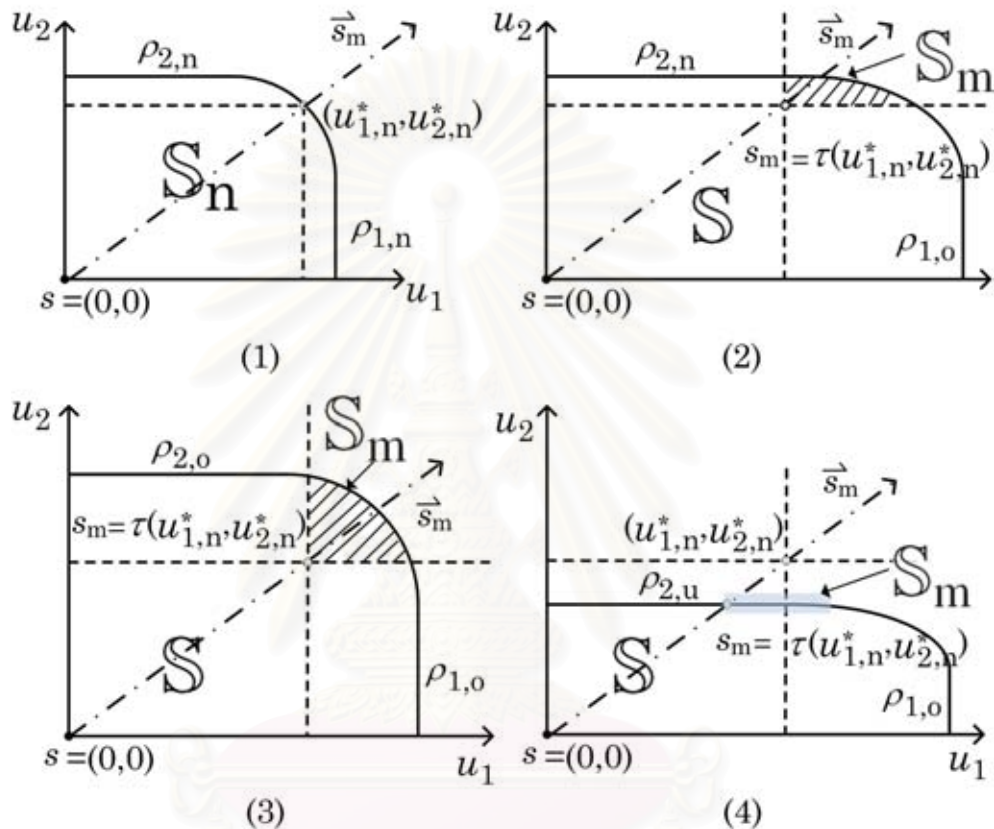 u₂
ρ₂,n
s⃗m
(u*₁,n,u*₂,n)
𝕊n
ρ₁,n
s=(0,0)
u₁
(1)
u₂
ρ₂,n
s⃗m
𝕊m
sm=τ(u*₁,n,u*₂,n)
𝕊
ρ₁,o
s=(0,0)
(2)
u₂
ρ₂,o
𝕊m
s⃗m
sm=τ(u*₁,n,u*₂,n)
𝕊
ρ₁,o
s=(0,0)
u₁
(3)
u₂
s⃗m
(u*₁,n,u*₂,n)
ρ₂,u
𝕊m
sm= τ(u*₁,n,u*₂,n)
𝕊
ρ₁,o
s=(0,0)
u₁
(4)